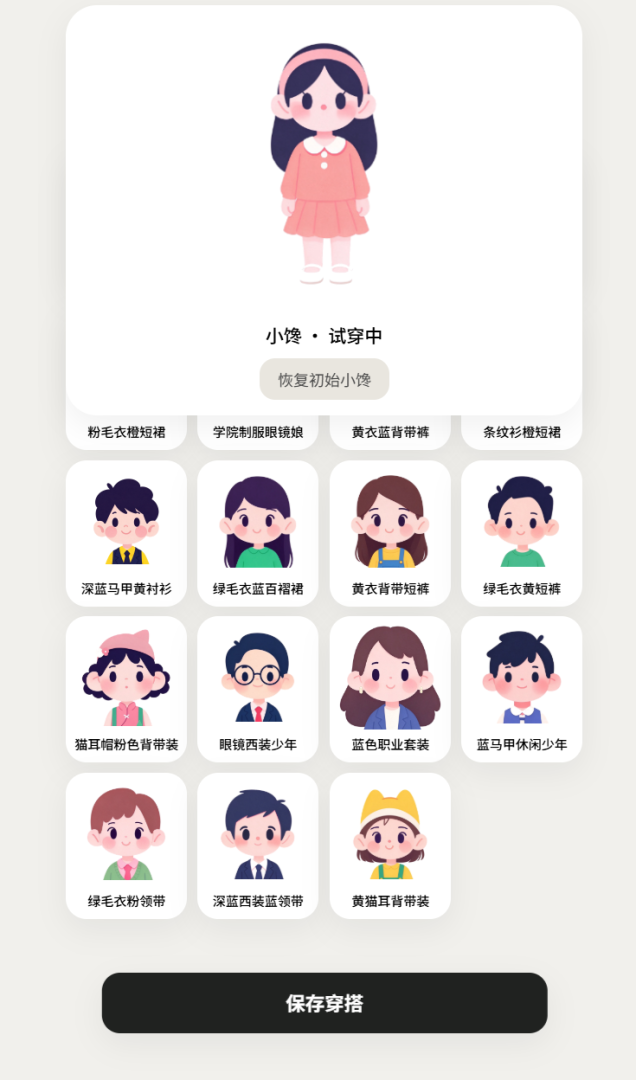 小馋 · 试穿中
恢复初始小馋
粉毛衣橙短裙
学院制服眼镜娘
黄衣蓝背带裤
条纹衫橙短裙
深蓝马甲黄衬衫
绿毛衣蓝百褶裙
黄衣背带短裤
绿毛衣黄短裤
猫耳帽粉色背带装
眼镜西装少年
蓝色职业套装
蓝马甲休闲少年
绿毛衣粉领带
深蓝西装蓝领带
黄猫耳背带装
保存穿搭